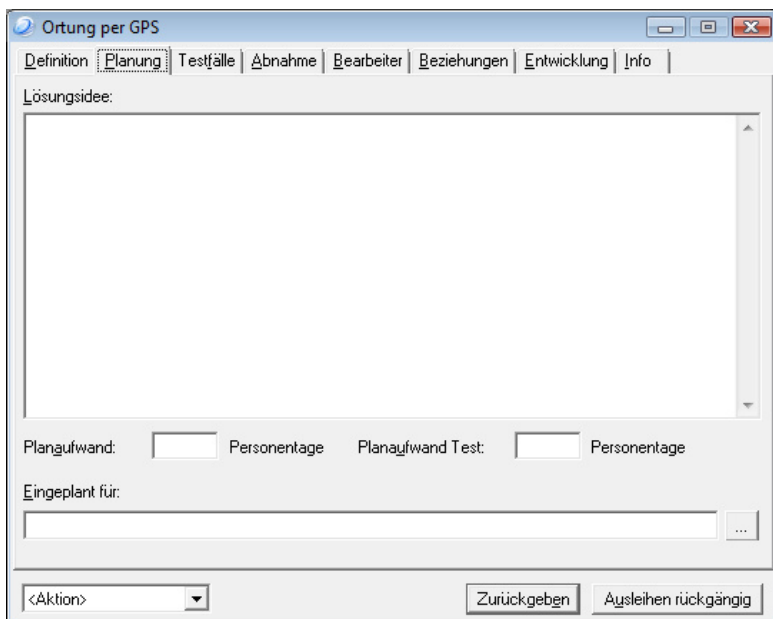 Ortung per GPS
Definition Planung Testfälle Abnahme Bearbeiter Beziehungen Entwicklung Info
Lösungsidee:
Planaufwand: Personentage Planaufwand Test: Personentage
Eingeplant für:
...
<Aktion> Zurückgeben Ausleihen rückgängig